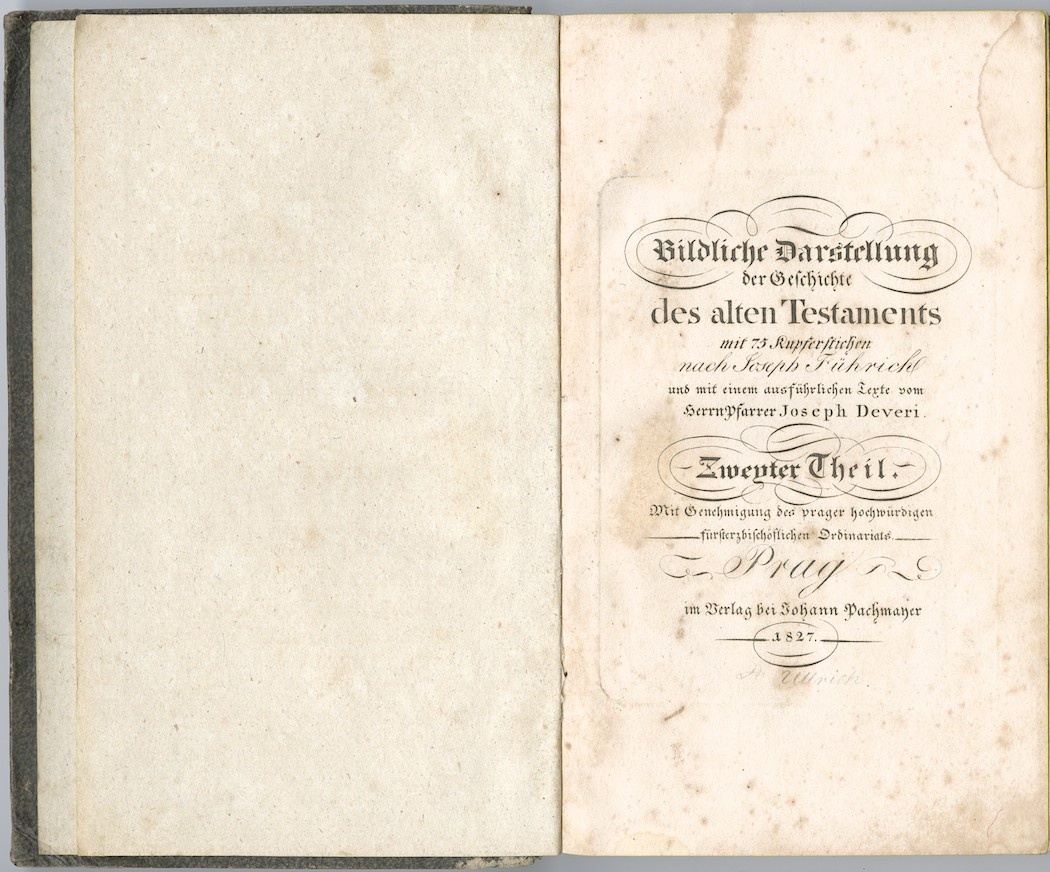 Bildliche Darstellung
der Geschichte
des alten Testaments
mit 75 Kupferstichen
nach Joseph Führich
und mit einem ausführlichen Texte vom
Herrn Pfarrer Joseph Deveri.
Zweyter Theil.
Mit Genehmigung des prager hochwürdigen
fürsterzbischöflichen Ordinariats.
Prag
im Verlag bei Johann Pachmayer
1827.
Ullrich